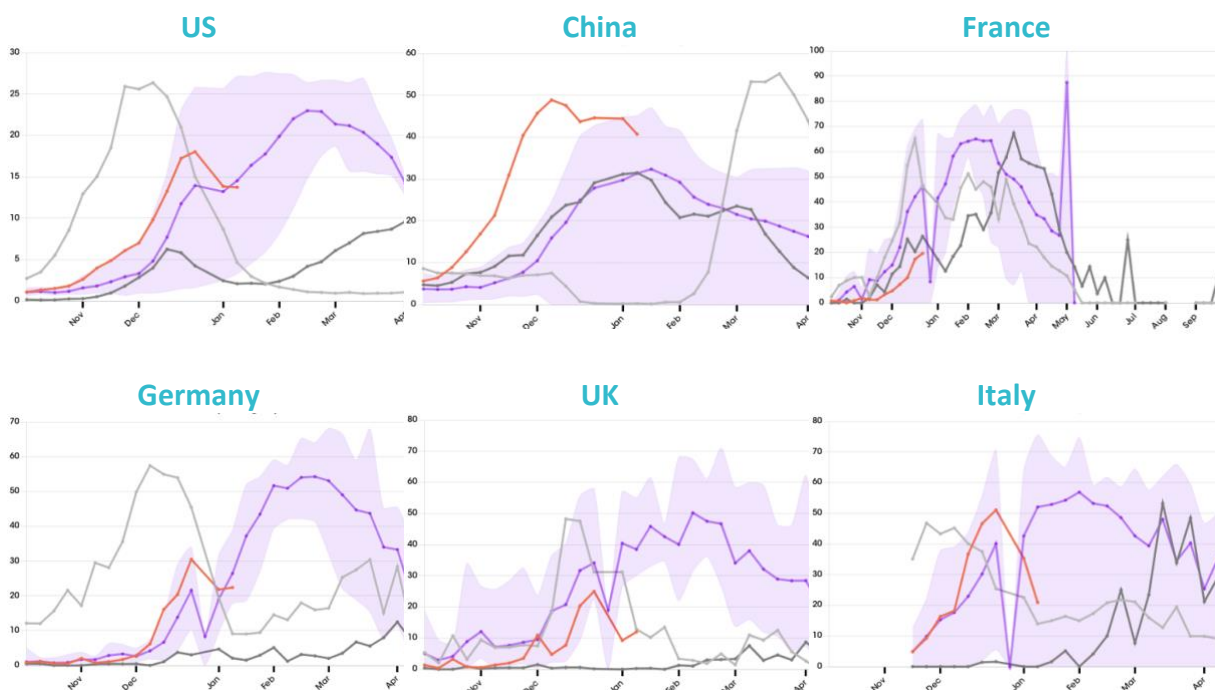 US
China
France
30
25
20
15
10
5
0
Nov
Dec
Jan
Feb
Mar
60
50
40
30
20
10
0
Nov
Dec
Jan
Feb
Mar
Apr
100
90
80
70
60
50
40
30
20
10
0
Nov
Dec
Jan
Feb
Mar
Apr
May
Jun
Jul
Aug
Sep
Germany
UK
Italy
70
60
50
40
30
20
10
0
Nov
Dec
Jan
Feb
Mar
Apr
80
70
60
50
40
30
20
10
0
Nov
Dec
Jan
Feb
Mar
Apr
80
70
60
50
40
30
20
10
0
Nov
Dec
Jan
Feb
Mar
Apr